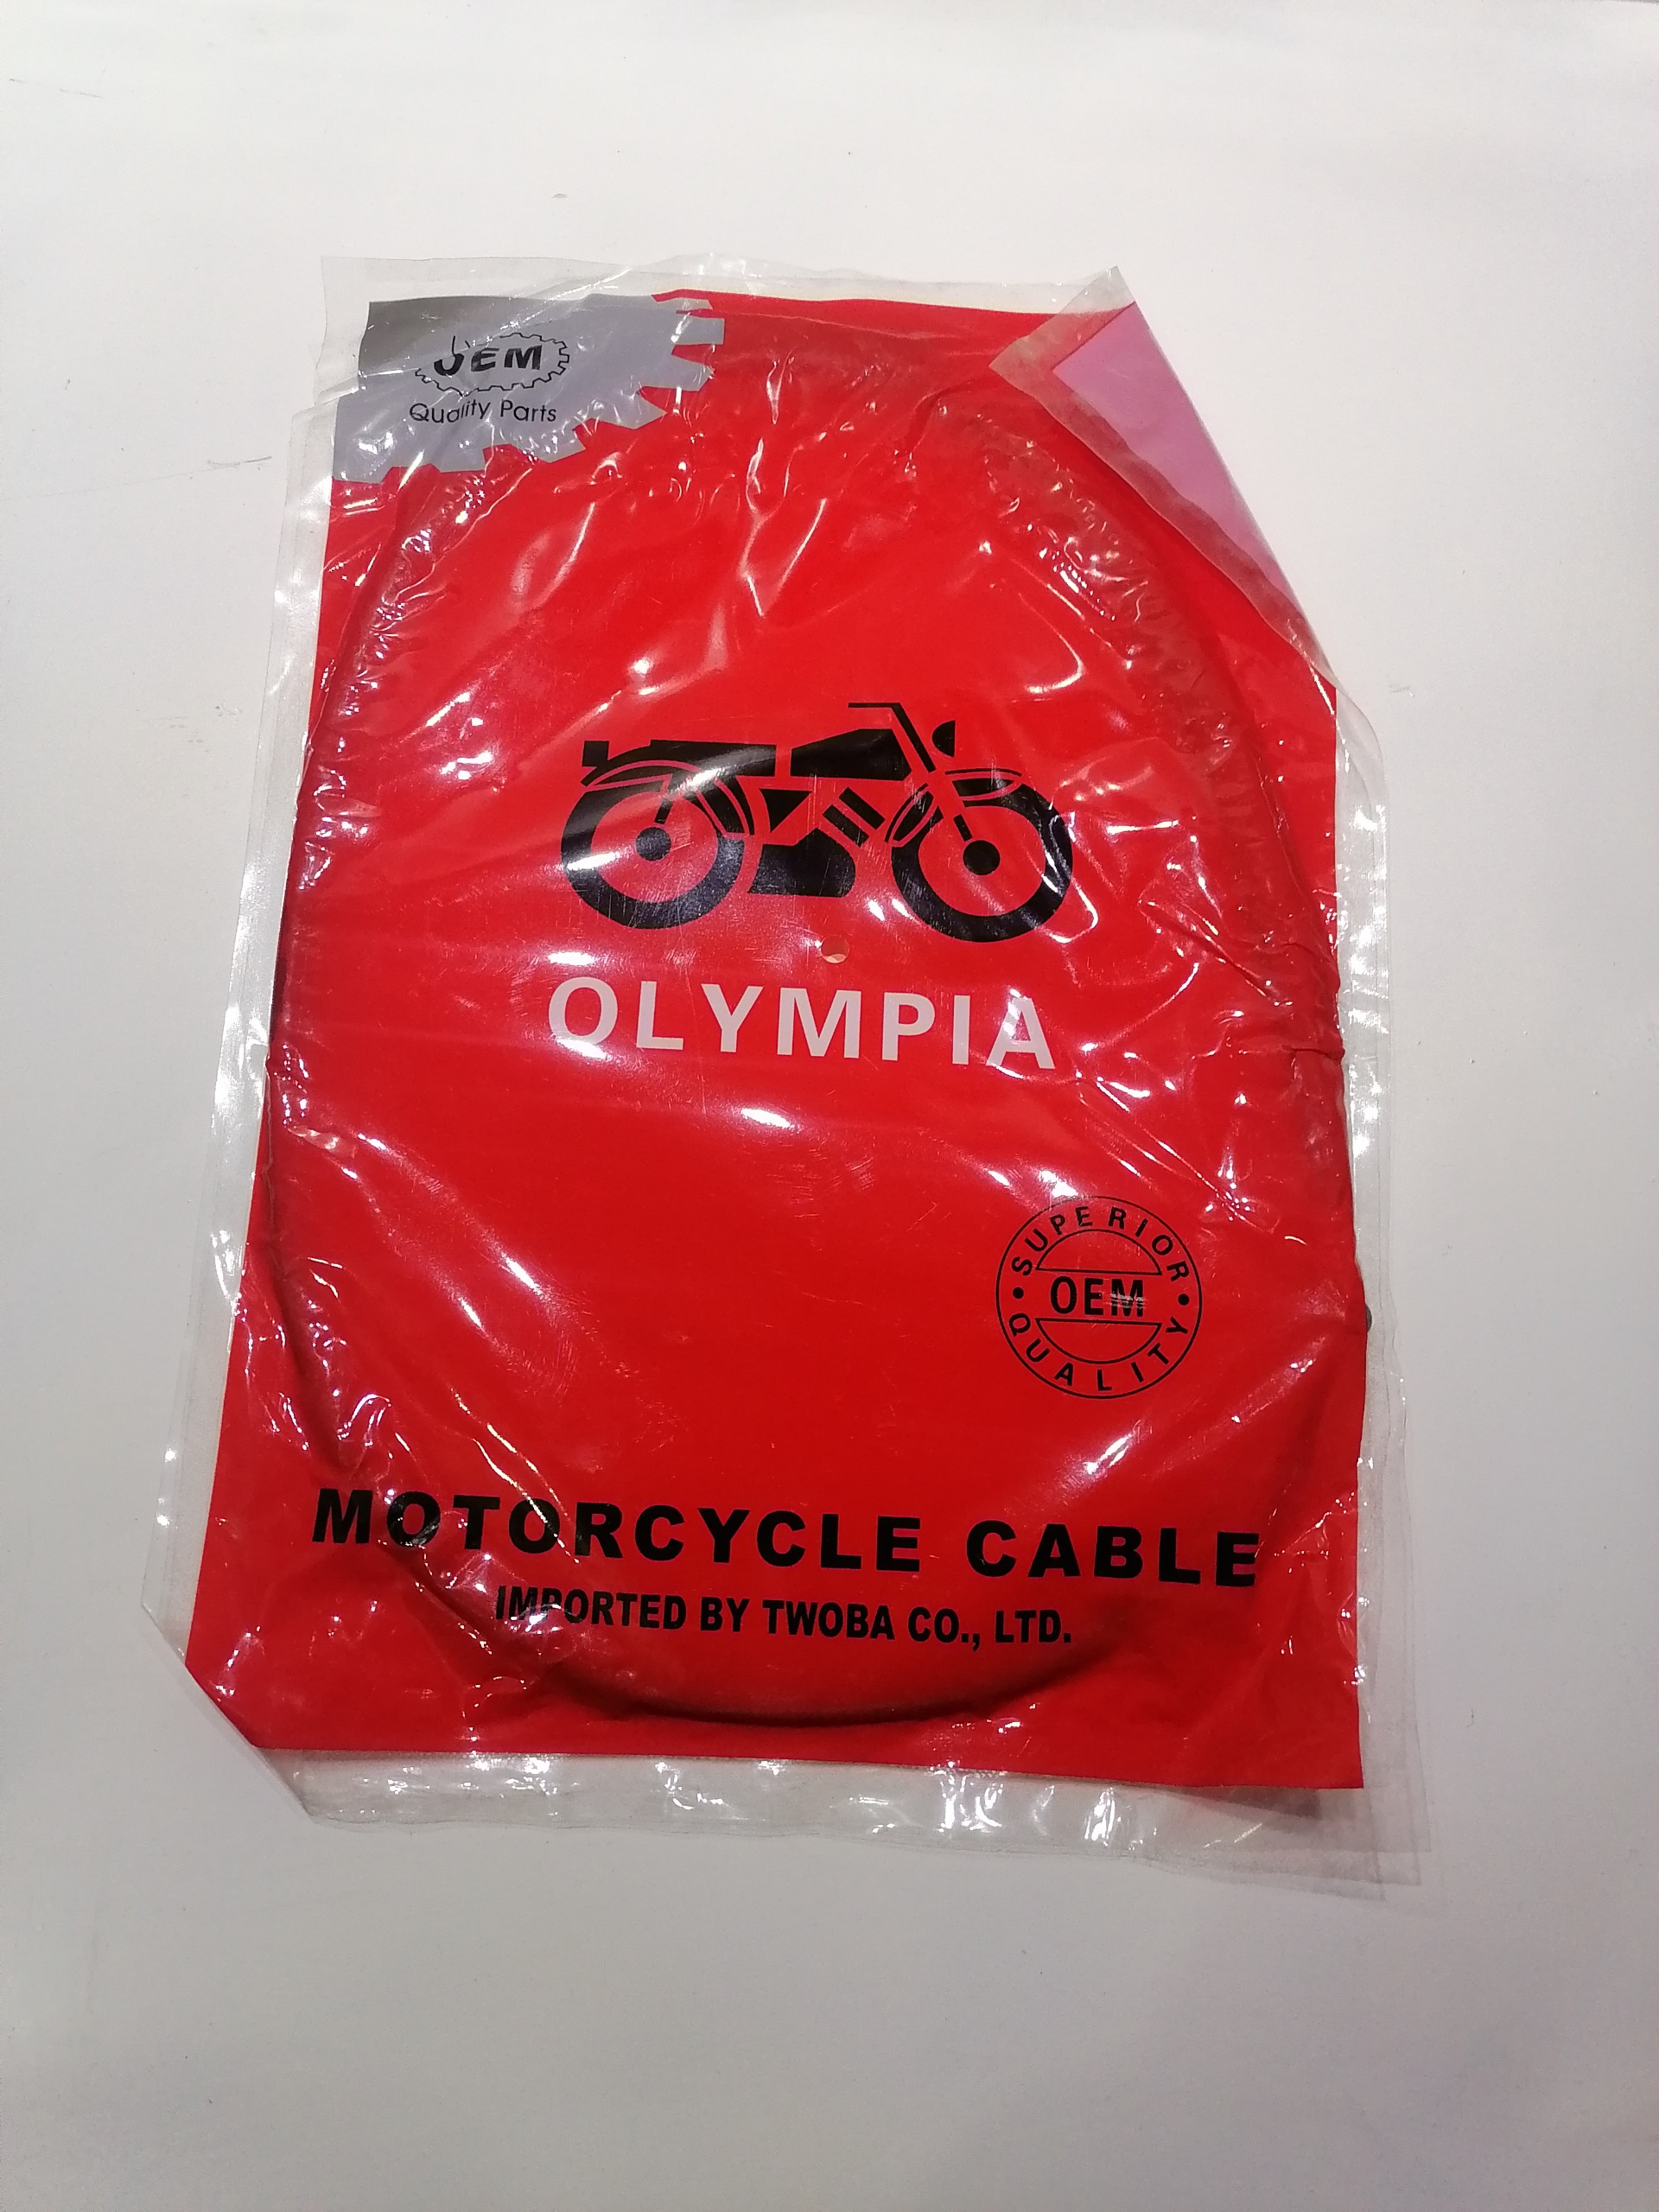 OEM
Quality Parts
OLYMPIA
SUPERIOR
OEM
QUALITY
MOTORCYCLE CABLE
IMPORTED BY TWOBA CO., LTD.